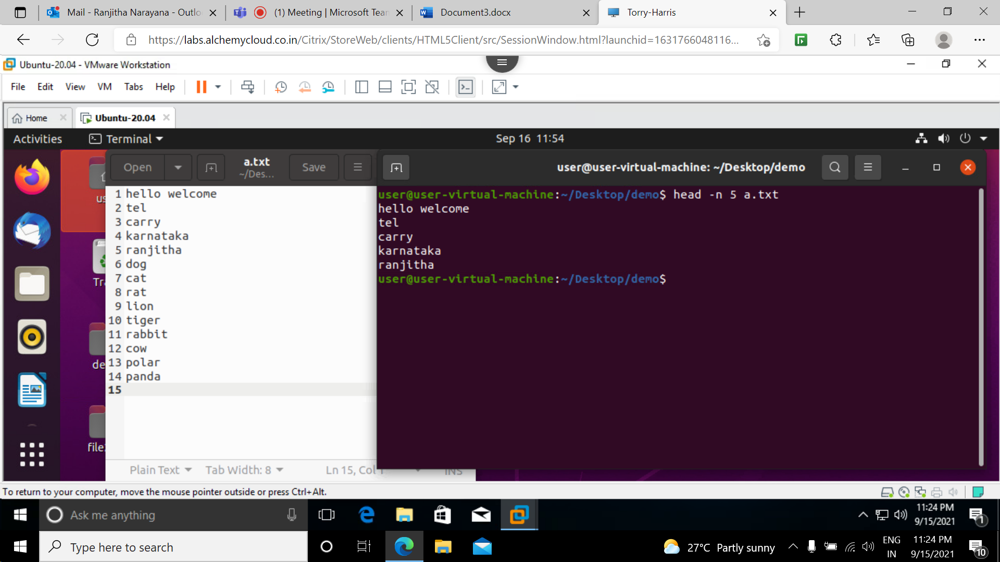 Mail - Ranjitha Narayana - Outlo
(1) Meeting | Microsoft Tean
Document3.docx
Torry-Harris
https://labs.alchemycloud.co.in/Citrix/StoreWeb/clients/HTML5Client/src/SessionWindow.html?launchid=1631766048116...
Ubuntu-20.04 - VMware Workstation
File Edit View VM Tabs Help
Home
Ubuntu-20.04
Activities
Terminal
Sep 16 11:54
Open
a.txt
~/Des...
Save
user@user-virtual-machine: ~/Desktop/demo
us
Tra
de
file
1 hello welcome
2 tel
3 carry
4 karnataka
5 ranjitha
6 dog
7 cat
8 rat
9 lion
10 tiger
11 rabbit
12 cow
13 polar
14 panda
15
Plain Text
Tab Width: 8
Ln 15, Col 1
INS
user@user-virtual-machine:~/Desktop/demo$ head -n 5 a.txt
hello welcome
tel
carry
karnataka
ranjitha
user@user-virtual-machine:~/Desktop/demo$
To return to your computer, move the mouse pointer outside or press Ctrl+Alt.
Ask me anything
11:24 PM
9/15/2021
1
Type here to search
27°C Partly sunny
ENG
IN
11:24 PM
9/15/2021
10